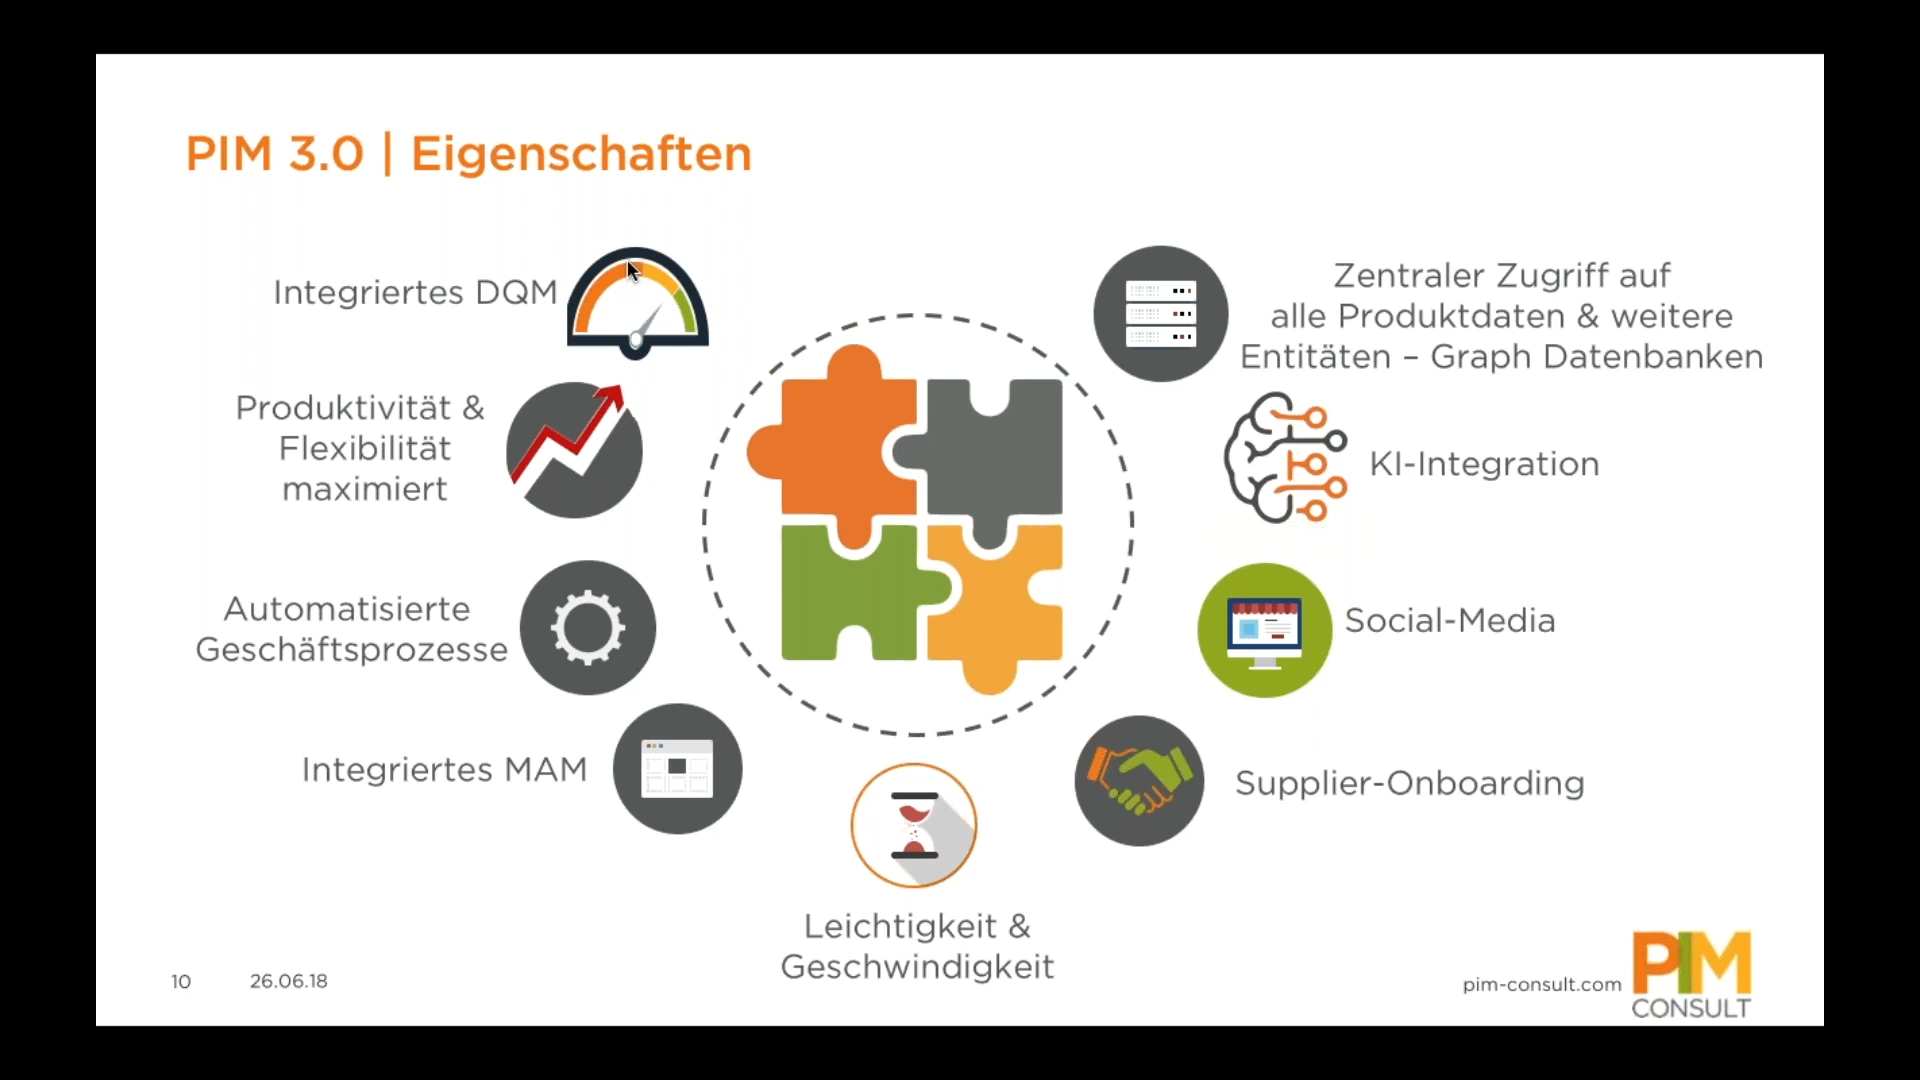 PIM 3.0 | Eigenschaften
Integriertes DQM
Produktivität &
Flexibilität
maximiert
Automatisierte
Geschäftsprozesse
Integriertes MAM
Leichtigkeit &
Geschwindigkeit
Zentraler Zugriff auf
alle Produktdaten & weitere
Entitäten – Graph Datenbanken
KI-Integration
Social-Media
Supplier-Onboarding
10
26.06.18
pim-consult.com
PIM
CONSULT